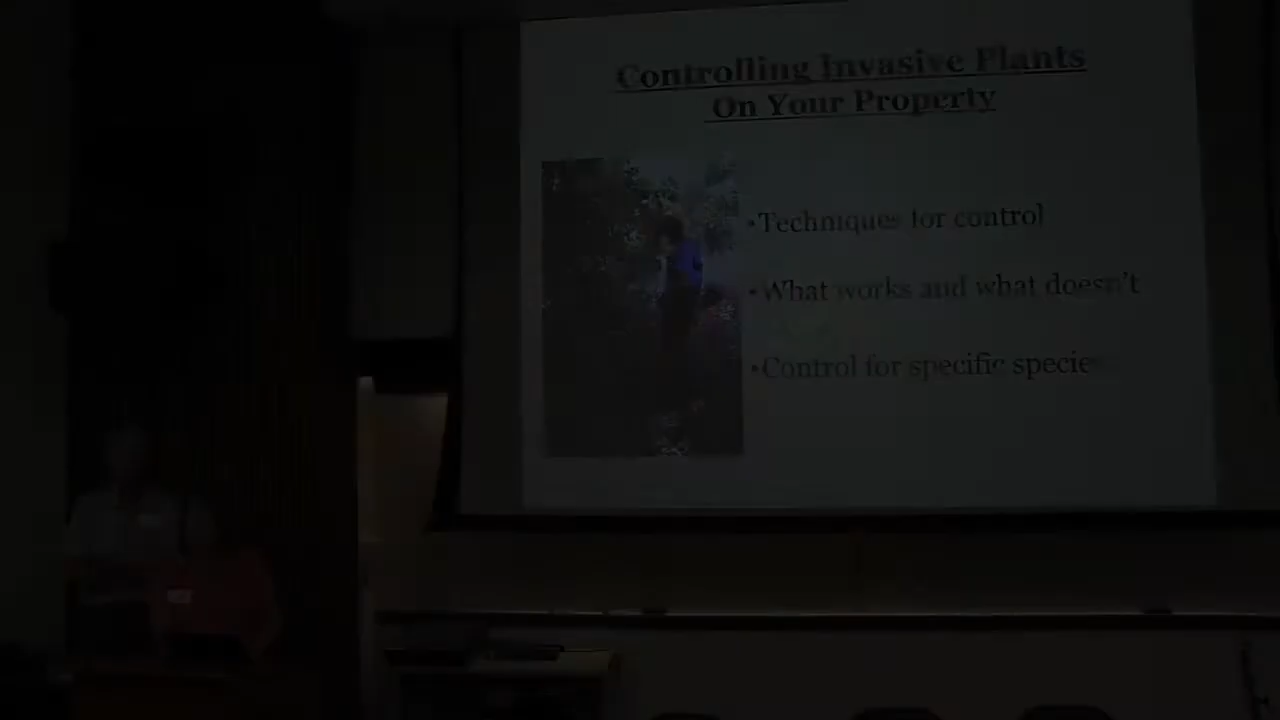 Controlling Invasive Plants
On Your Property
•Techniques for control
•What works and what doesn't
•Control for specific species